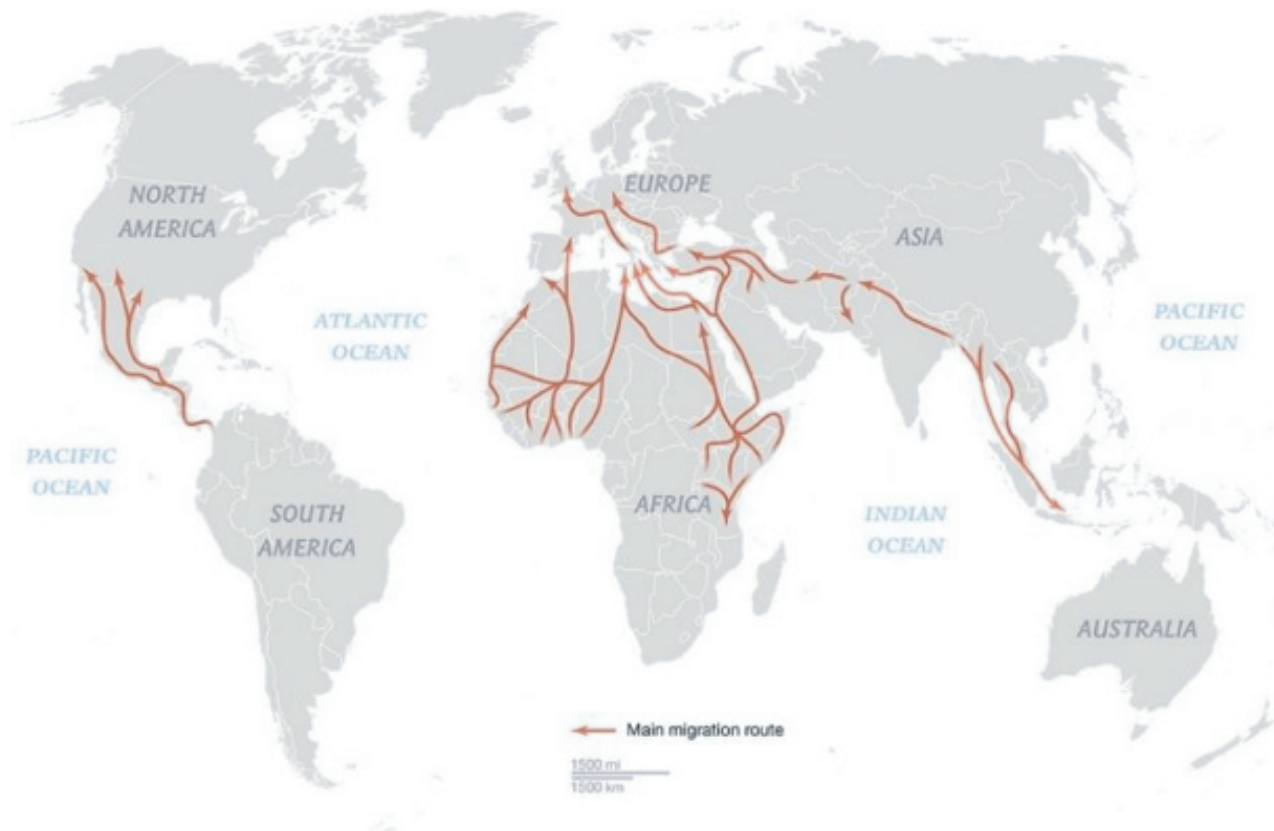 NORTH
AMERICA
EUROPE
ASIA
ATLANTIC
OCEAN
PACIFIC
OCEAN
PACIFIC
OCEAN
SOUTH
AMERICA
AFRICA
INDIAN
OCEAN
AUSTRALIA
Main migration route
1500 mi
1500 km